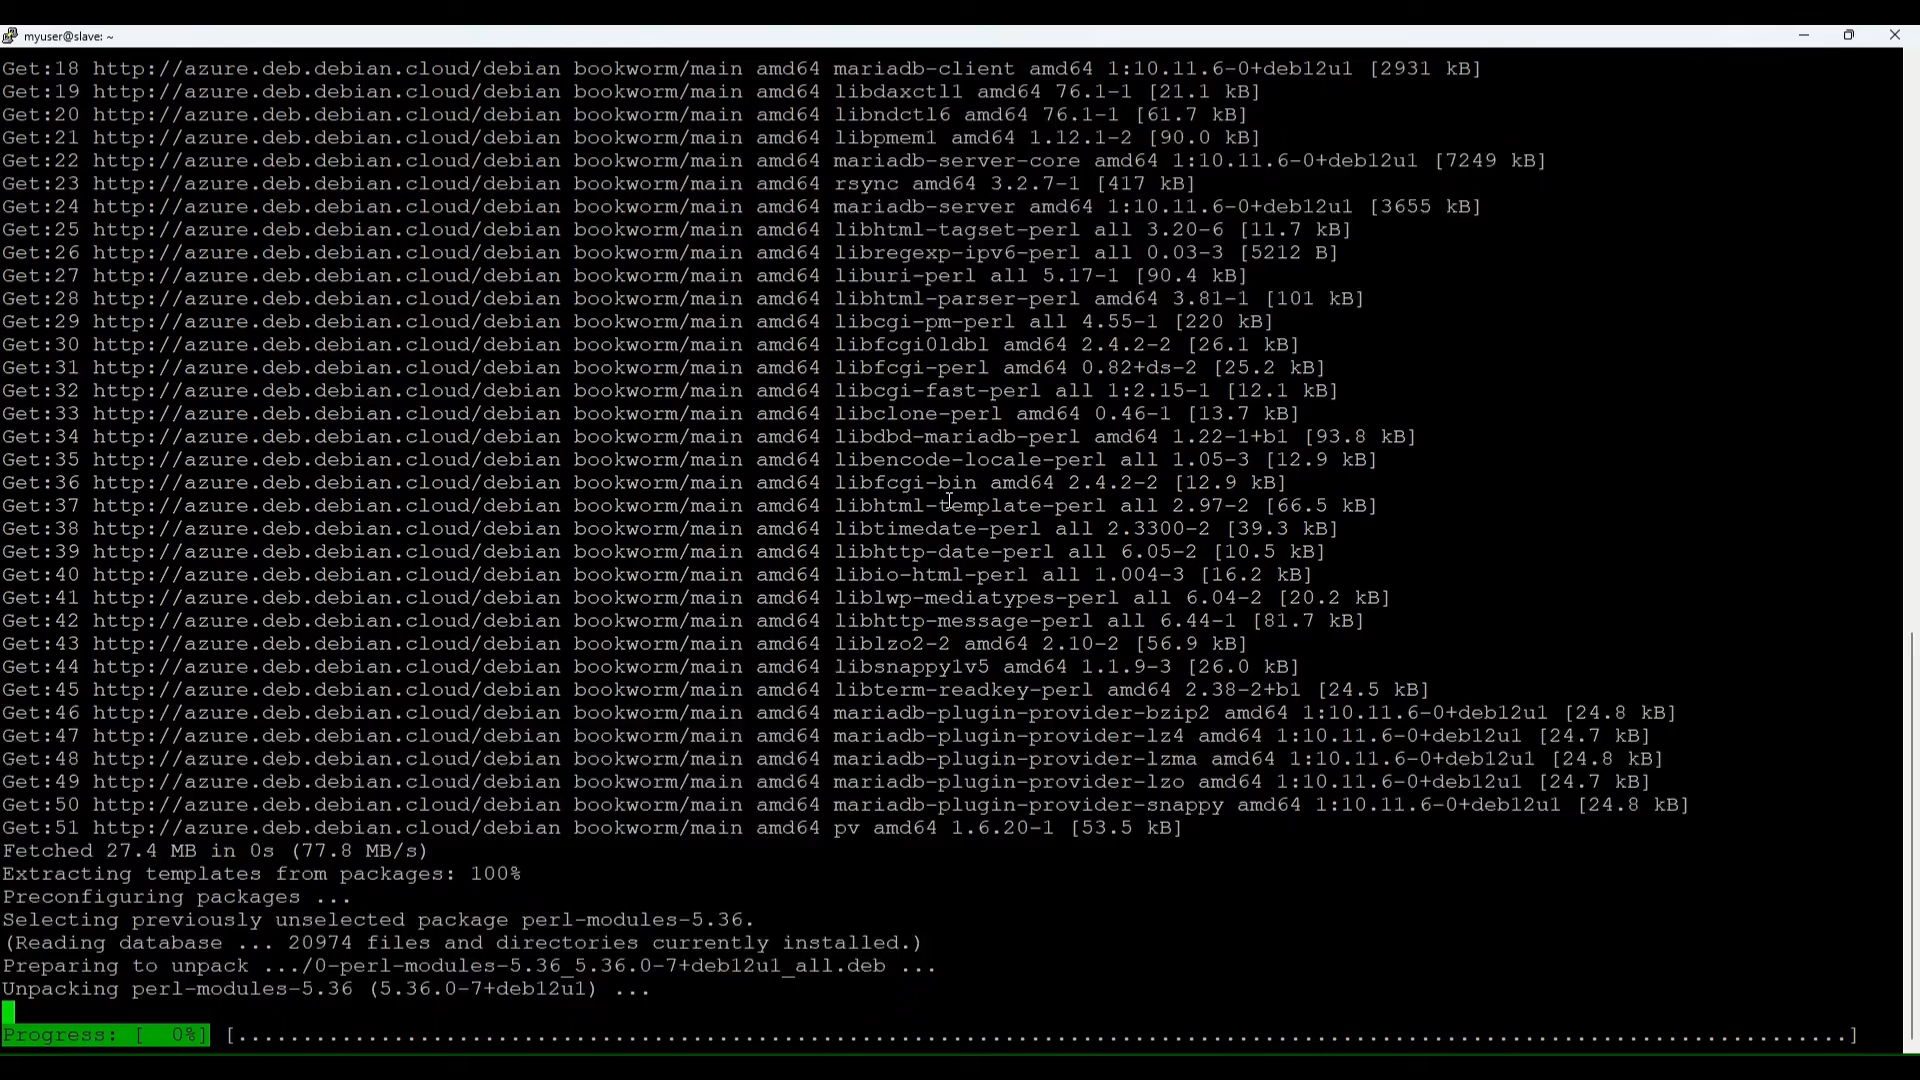 myuser@slave: ~
Get:18 http://azure.deb.debian.cloud/debian bookworm/main amd64 mariadb-client amd64 1:10.11.6-0+deb12u1 [2931 kB]
Get:19 http://azure.deb.debian.cloud/debian bookworm/main amd64 libdaxctl1 amd64 76.1-1 [21.1 kB]
Get:20 http://azure.deb.debian.cloud/debian bookworm/main amd64 libndctl6 amd64 76.1-1 [61.7 kB]
Get:21 http://azure.deb.debian.cloud/debian bookworm/main amd64 libpmem1 amd64 1.12.1-2 [90.0 kB]
Get:22 http://azure.deb.debian.cloud/debian bookworm/main amd64 mariadb-server-core amd64 1:10.11.6-0+deb12u1 [7249 kB]
Get:23 http://azure.deb.debian.cloud/debian bookworm/main amd64 rsync amd64 3.2.7-1 [417 kB]
Get:24 http://azure.deb.debian.cloud/debian bookworm/main amd64 mariadb-server amd64 1:10.11.6-0+deb12u1 [3655 kB]
Get:25 http://azure.deb.debian.cloud/debian bookworm/main amd64 libhtml-tagset-perl all 3.20-6 [11.7 kB]
Get:26 http://azure.deb.debian.cloud/debian bookworm/main amd64 libregexp-ipv6-perl all 0.03-3 [5212 B]
Get:27 http://azure.deb.debian.cloud/debian bookworm/main amd64 liburi-perl all 5.17-1 [90.4 kB]
Get:28 http://azure.deb.debian.cloud/debian bookworm/main amd64 libhtml-parser-perl amd64 3.81-1 [101 kB]
Get:29 http://azure.deb.debian.cloud/debian bookworm/main amd64 libcgi-pm-perl all 4.55-1 [220 kB]
Get:30 http://azure.deb.debian.cloud/debian bookworm/main amd64 libfcgi0ldbl amd64 2.4.2-2 [26.1 kB]
Get:31 http://azure.deb.debian.cloud/debian bookworm/main amd64 libfcgi-perl amd64 0.82+ds-2 [25.2 kB]
Get:32 http://azure.deb.debian.cloud/debian bookworm/main amd64 libcgi-fast-perl all 1:2.15-1 [12.1 kB]
Get:33 http://azure.deb.debian.cloud/debian bookworm/main amd64 libclone-perl amd64 0.46-1 [13.7 kB]
Get:34 http://azure.deb.debian.cloud/debian bookworm/main amd64 libdbd-mariadb-perl amd64 1.22-1+b1 [93.8 kB]
Get:35 http://azure.deb.debian.cloud/debian bookworm/main amd64 libencode-locale-perl all 1.05-3 [12.9 kB]
Get:36 http://azure.deb.debian.cloud/debian bookworm/main amd64 libfcgi-bin amd64 2.4.2-2 [12.9 kB]
Get:37 http://azure.deb.debian.cloud/debian bookworm/main amd64 libhtml-template-perl all 2.97-2 [66.5 kB]
Get:38 http://azure.deb.debian.cloud/debian bookworm/main amd64 libtimedate-perl all 2.3300-2 [39.3 kB]
Get:39 http://azure.deb.debian.cloud/debian bookworm/main amd64 libhttp-date-perl all 6.05-2 [10.5 kB]
Get:40 http://azure.deb.debian.cloud/debian bookworm/main amd64 libio-html-perl all 1.004-3 [16.2 kB]
Get:41 http://azure.deb.debian.cloud/debian bookworm/main amd64 liblwp-mediatypes-perl all 6.04-2 [20.2 kB]
Get:42 http://azure.deb.debian.cloud/debian bookworm/main amd64 libhttp-message-perl all 6.44-1 [81.7 kB]
Get:43 http://azure.deb.debian.cloud/debian bookworm/main amd64 liblzo2-2 amd64 2.10-2 [56.9 kB]
Get:44 http://azure.deb.debian.cloud/debian bookworm/main amd64 libsnappy1v5 amd64 1.1.9-3 [26.0 kB]
Get:45 http://azure.deb.debian.cloud/debian bookworm/main amd64 libterm-readkey-perl amd64 2.38-2+b1 [24.5 kB]
Get:46 http://azure.deb.debian.cloud/debian bookworm/main amd64 mariadb-plugin-provider-bzip2 amd64 1:10.11.6-0+deb12u1 [24.8 kB]
Get:47 http://azure.deb.debian.cloud/debian bookworm/main amd64 mariadb-plugin-provider-lz4 amd64 1:10.11.6-0+deb12u1 [24.7 kB]
Get:48 http://azure.deb.debian.cloud/debian bookworm/main amd64 mariadb-plugin-provider-lzma amd64 1:10.11.6-0+deb12u1 [24.8 kB]
Get:49 http://azure.deb.debian.cloud/debian bookworm/main amd64 mariadb-plugin-provider-lzo amd64 1:10.11.6-0+deb12u1 [24.7 kB]
Get:50 http://azure.deb.debian.cloud/debian bookworm/main amd64 mariadb-plugin-provider-snappy amd64 1:10.11.6-0+deb12u1 [24.8 kB]
Get:51 http://azure.deb.debian.cloud/debian bookworm/main amd64 pv amd64 1.6.20-1 [53.5 kB]
Fetched 27.4 MB in 0s (77.8 MB/s)
Extracting templates from packages: 100%
Preconfiguring packages ...
Selecting previously unselected package perl-modules-5.36.
(Reading database ... 20974 files and directories currently installed.)
Preparing to unpack .../0-perl-modules-5.36_5.36.0-7+deb12u1_all.deb ...
Unpacking perl-modules-5.36 (5.36.0-7+deb12u1) ...
Progress: [  0%] [............................................................................................................................]